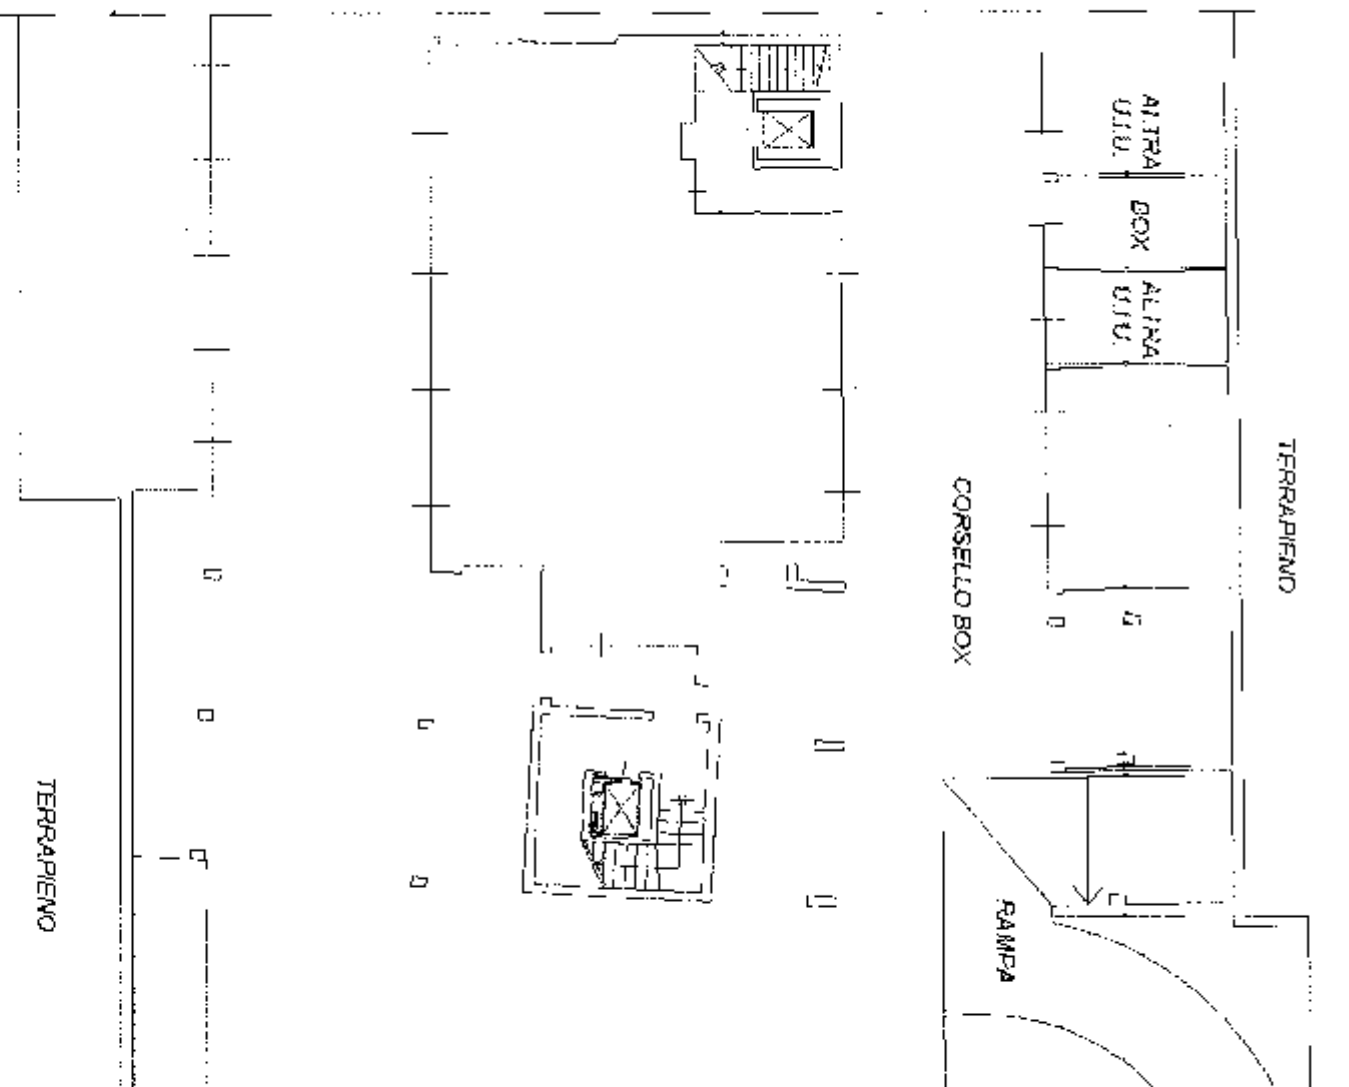 ALTRA
U.I.U.
BOX
ALTRA
U.I.U.
TERRAPIENO
CORSELLO BOX
TERRAPIENO
RAMPA